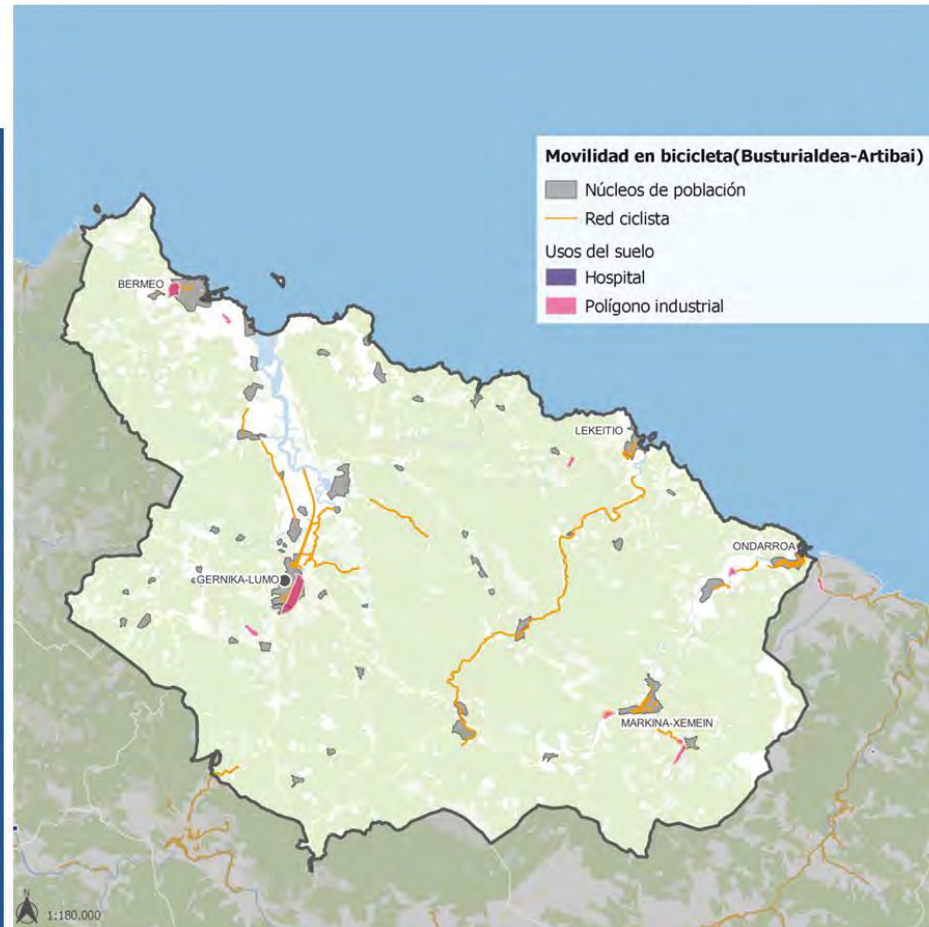 Movilidad en bicicleta(Busturialdea-Artibai)
Núcleos de población
Red ciclista
Usos del suelo
Hospital
Polígono industrial
BERMEO
LEKEITIO
ONDARROA
GERNIKA-LUMO
MARKINA-XEMEIN
N
1:180.000